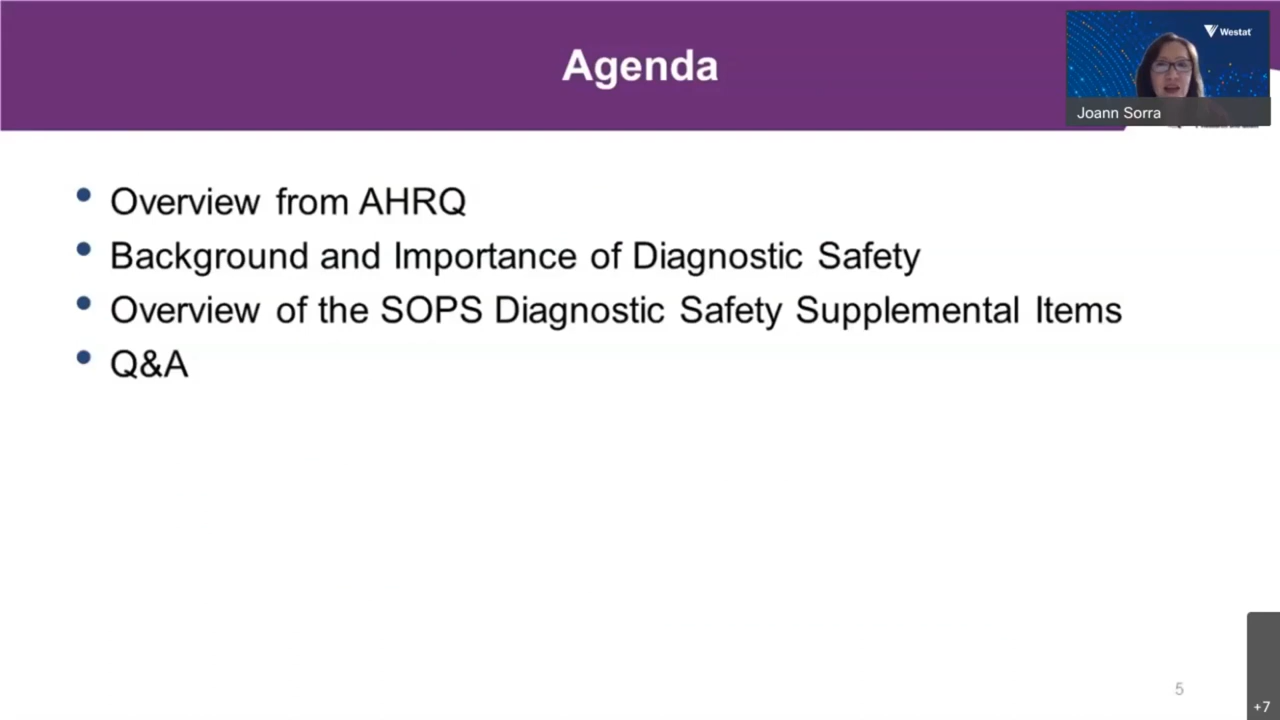 Agenda
Westat
Joann Sorra
Overview from AHRQ
Background and Importance of Diagnostic Safety
Overview of the SOPS Diagnostic Safety Supplemental Items
Q&A
5
+7